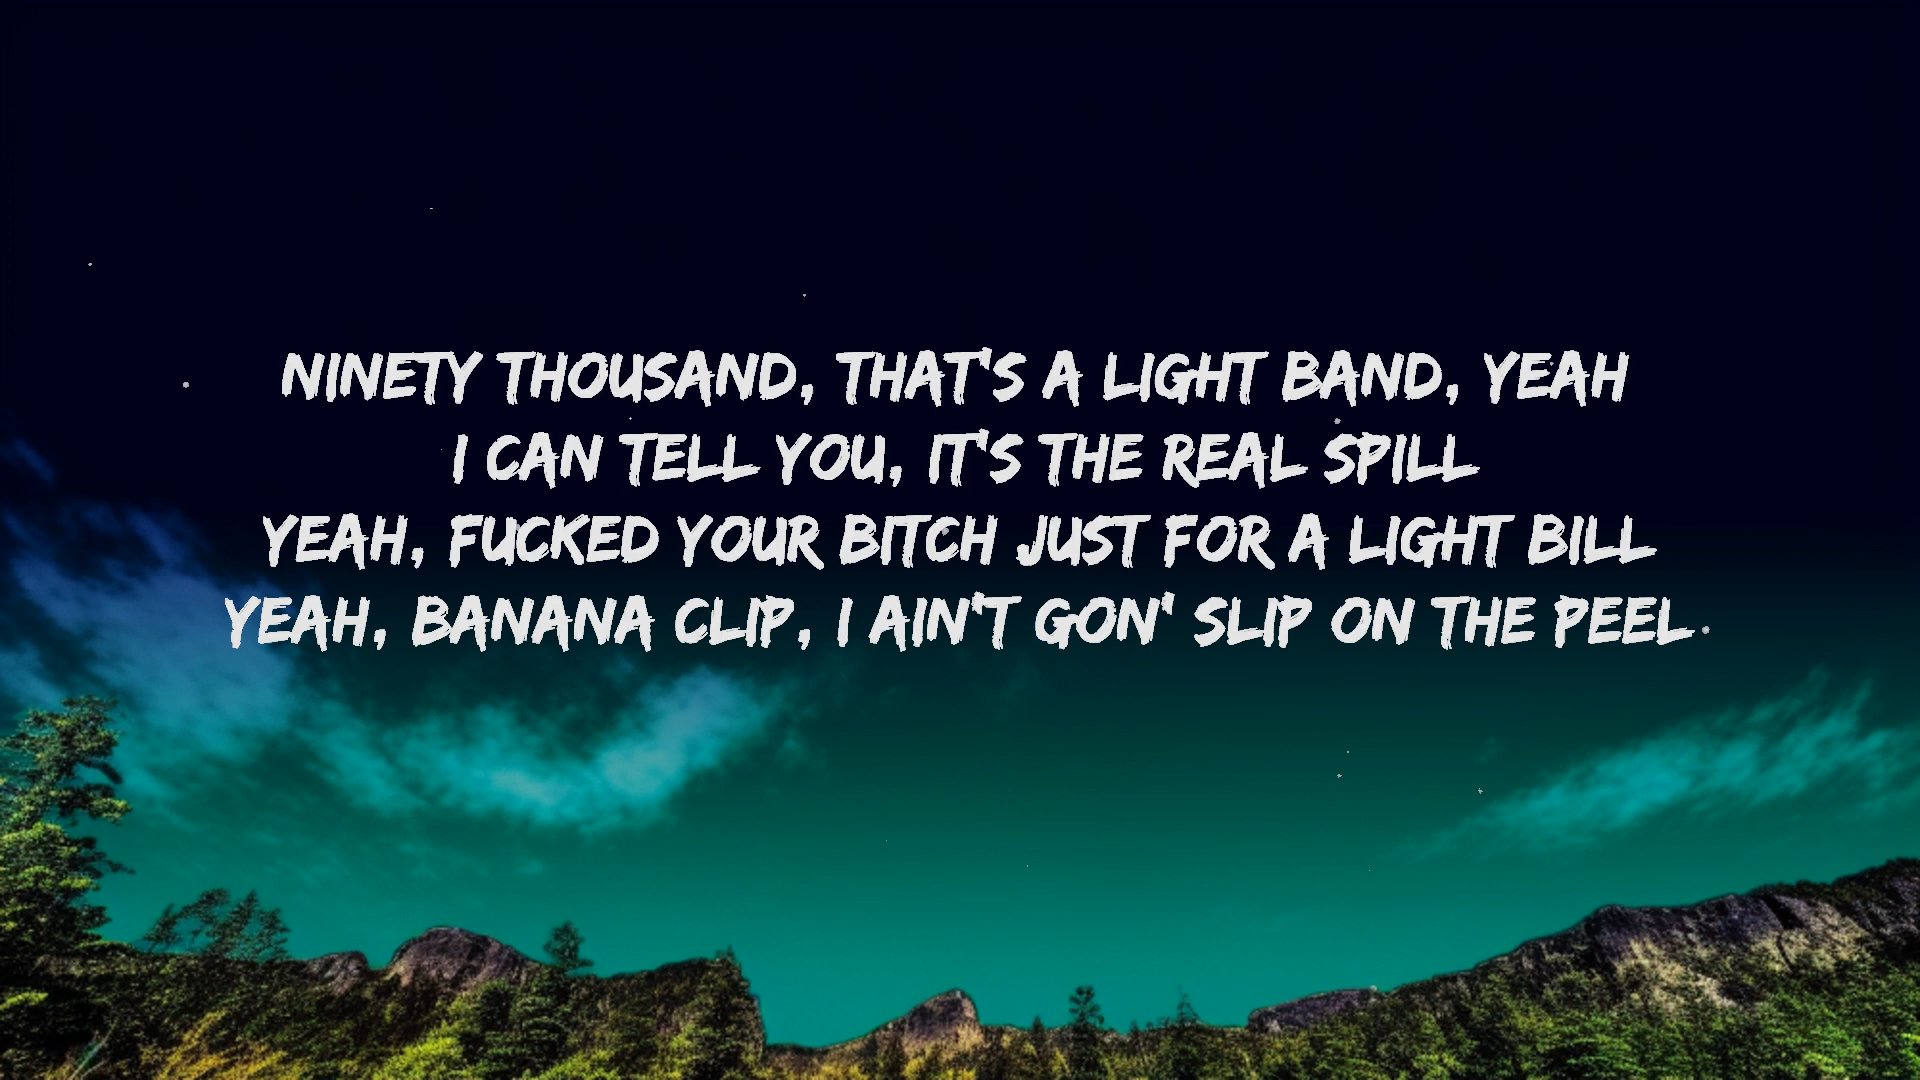 NINETY THOUSAND, THAT'S A LIGHT BAND, YEAH
I CAN TELL YOU, IT'S THE REAL SPILL
YEAH, FUCKED YOUR BITCH JUST FOR A LIGHT BILL
YEAH, BANANA CLIP, I AIN'T GON' SLIP ON THE PEEL